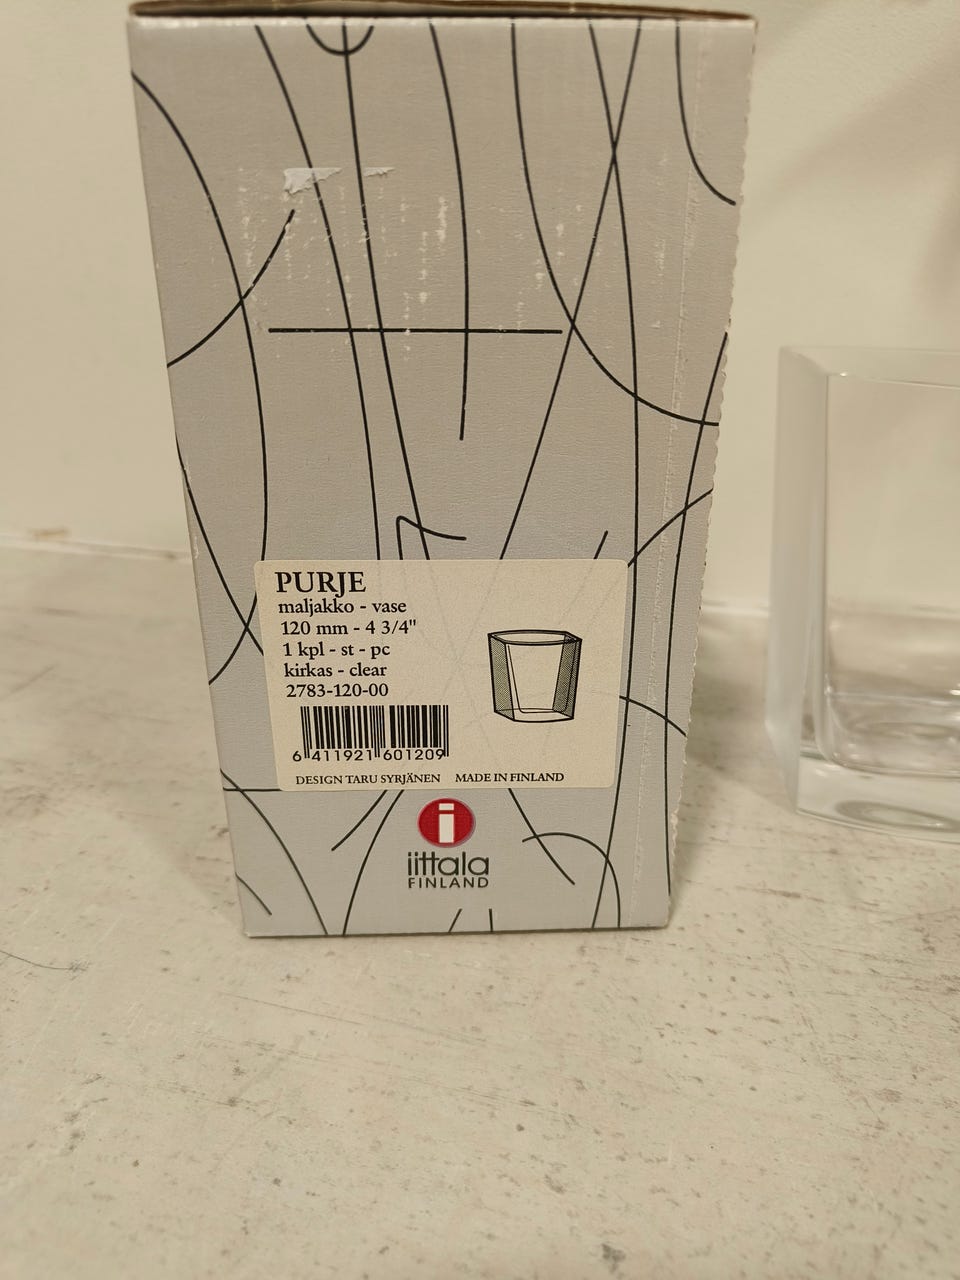 PURJE
maljakko - vase
120 mm - 4 3/4"
1 kpl - st - pc
kirkas - clear
2783-120-00
6 411921 601209
DESIGN TARU SYRJÄNEN MADE IN FINLAND
i
iittala
FINLAND